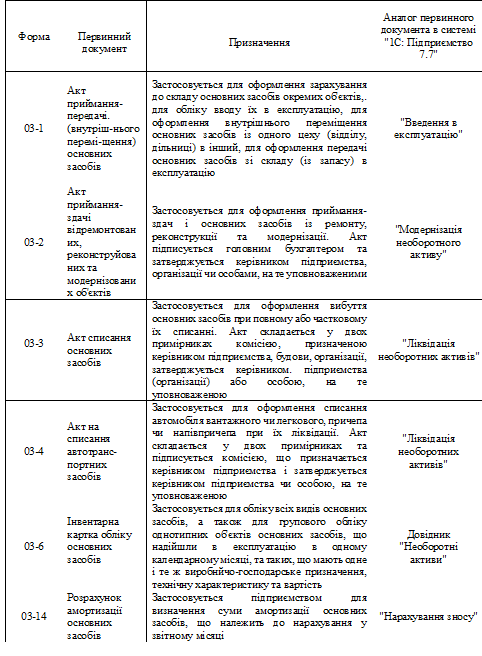 Форма
Первинний
документ
Призначення
Аналог первинного
документа в системі
"1С: Підприємство
7.7"
03-1
Акт
приймання-
передачі.
(внутріш-нього
перемі-щення)
основних
засобів
Застосовується для оформлення зарахування
до складу основних засобів окремих об'єктів,.
для обліку вводу їх в експлуатацію, для
оформлення внутрішнього переміщення
основних засобів із одного цеху (відділу,
дільниці) в інший, для оформлення передачі
основних засобів зі складу (із запасу) в
експлуатацію
"Введення в
експлуатацію"
03-2
Акт
приймання-
здачі
відремонтован
их,
реконструйова
них та
модернізовани
х об'єктів
Застосовується для оформлення приймання-
здач і основних засобів із ремонту,
реконструкції та модернізації. Акт
підписується головним бухгалтером та
затверджується керівником підприємства,
організації чи особами, на те уповноваженими
"Модернізація
необоротного
активу"
03-3
Акт списання
основних
засобів
Застосовується для оформлення вибуття
основних засобів при повному або частковому
їх списанні. Акт складається у двох
примірниках комісією, призначеною
керівником підприємства, будови, організації,
затверджується керівником. підприємства
(організації) або особою, на те
уповноваженою
"Ліквідація
необоротних активів"
03-4
Акт на
списання
автотранс-
портних
засобів
Застосовується для оформлення списання
автомобіля вантажного чи легкового, причепа
чи напівпричепа при їх ліквідації. Акт
складається у двох примірниках та
підписується комісією, що призначається
керівником підприємства і затверджується
керівником підприємства чи особою, на те
уповноваженою
"Ліквідація
необоротних
активів"
03-6
Інвентарна
картка обліку
основних
засобів
Застосовується для обліку всіх видів основних
засобів, а також для групового обліку
однотипних об'єктів основних засобів, що
надійшли в експлуатацію в одному
календарному місяці, та таких, що мають одне
і те ж виробнйчо-господарське призначення,
технічну характеристику та вартість
Довідник
"Необоротні
активи"
03-14
Розрахунок
амортизації
основних
засобів
Застосовується підприємством для
визначення суми амортизації основних
засобів, що належить до нарахування у
звітному місяці
"Нарахування зносу"